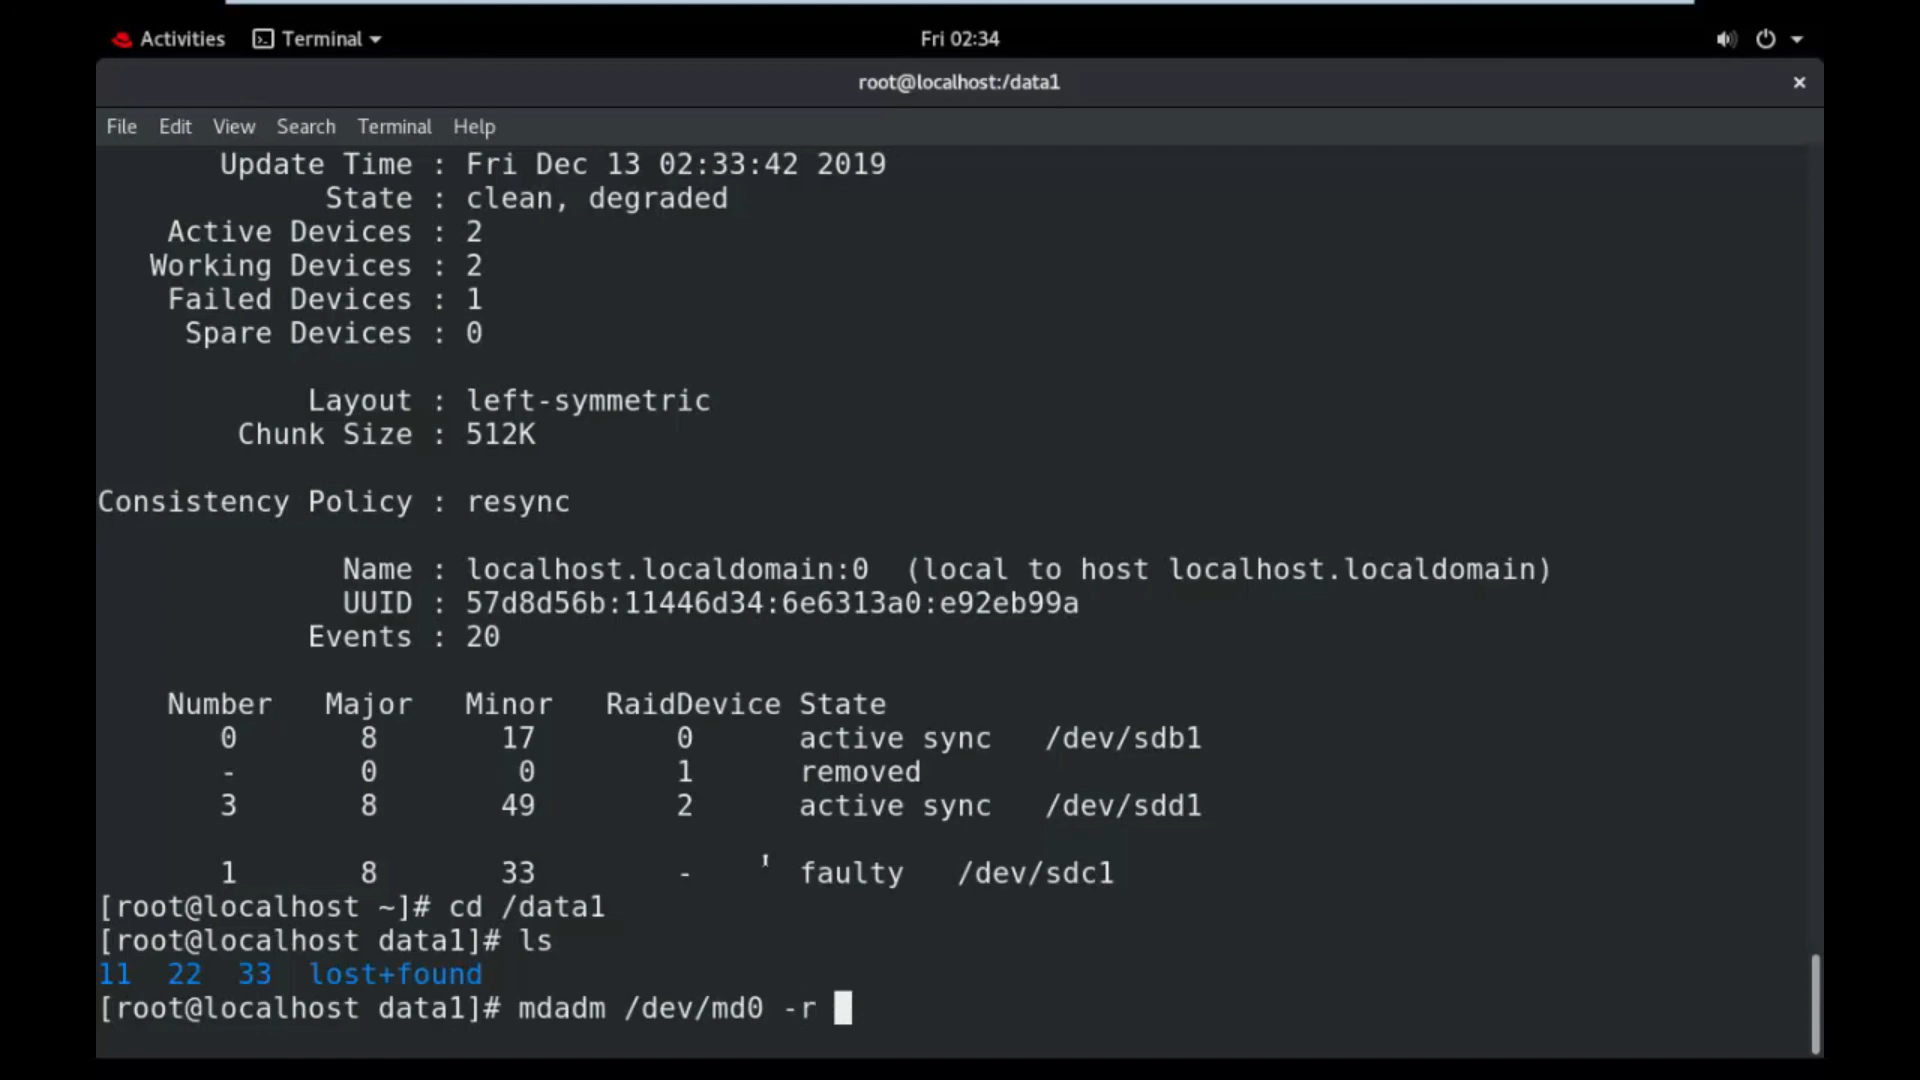 Activities Terminal Fri 02:34
root@localhost:/data1 ×
File Edit View Search Terminal Help
Update Time : Fri Dec 13 02:33:42 2019
State : clean, degraded
Active Devices : 2
Working Devices : 2
Failed Devices : 1
Spare Devices : 0
Layout : left-symmetric
Chunk Size : 512K
Consistency Policy : resync
Name : localhost.localdomain:0 (local to host localhost.localdomain)
UUID : 57d8d56b:11446d34:6e6313a0:e92eb99a
Events : 20
Number Major Minor RaidDevice State
0 8 17 0 active sync /dev/sdb1
- 0 0 1 removed
3 8 49 2 active sync /dev/sdd1
1 8 33 - faulty /dev/sdc1
[root@localhost ~]# cd /data1
[root@localhost data1]# ls
11 22 33 lost+found
[root@localhost data1]# mdadm /dev/md0 -r